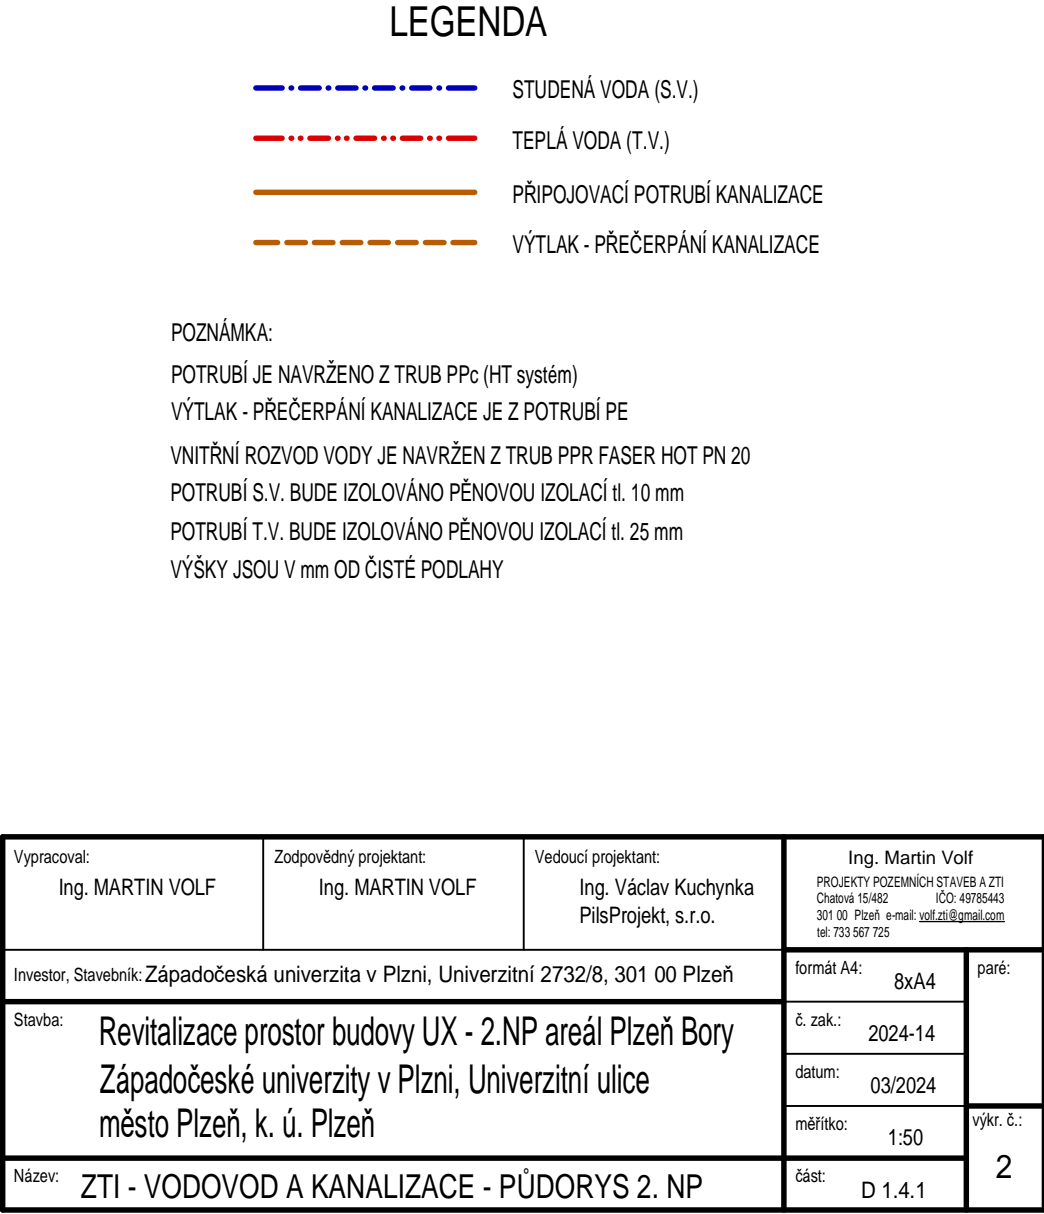 LEGENDA
STUDENÁ VODA (S.V.)
TEPLÁ VODA (T.V.)
PŘIPOJOVACÍ POTRUBÍ KANALIZACE
VÝTLAK - PŘEČERPÁNÍ KANALIZACE
POZNÁMKA:
POTRUBÍ JE NAVRŽENO Z TRUB PPc (HT systém)
VÝTLAK - PŘEČERPÁNÍ KANALIZACE JE Z POTRUBÍ PE
VNITŘNÍ ROZVOD VODY JE NAVRŽEN Z TRUB PPR FASER HOT PN 20
POTRUBÍ S.V. BUDE IZOLOVÁNO PĚNOVOU IZOLACÍ tl. 10 mm
POTRUBÍ T.V. BUDE IZOLOVÁNO PĚNOVOU IZOLACÍ tl. 25 mm
VÝŠKY JSOU V mm OD ČISTÉ PODLAHY
Vypracoval:
Ing. MARTIN VOLF
Zodpovědný projektant:
Ing. MARTIN VOLF
Vedoucí projektant:
Ing. Václav Kuchynka
PilsProjekt, s.r.o.
Ing. Martin Volf
PROJEKTY POZEMNÍCH STAVEB A ZTI
Chatová 15/482 IČO: 49785443
301 00 Plzeň e-mail: volf.zti@gmail.com
tel: 733 567 725
Investor, Stavebník: Západočeská univerzita v Plzni, Univerzitní 2732/8, 301 00 Plzeň
formát A4: 8xA4
paré:
Stavba: Revitalizace prostor budovy UX - 2.NP areál Plzeň Bory
Západočeské univerzity v Plzni, Univerzitní ulice
město Plzeň, k. ú. Plzeň
č. zak.: 2024-14
datum: 03/2024
měřítko: 1:50
výkr. č.:
2
Název: ZTI - VODOVOD A KANALIZACE - PŮDORYS 2. NP
část: D 1.4.1